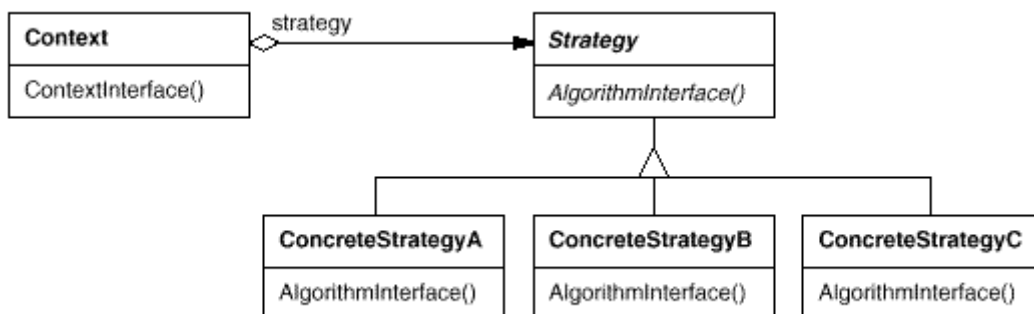 strategy
Context
Strategy
ContextInterface()
AlgorithmInterface()
ConcreteStrategyA
ConcreteStrategyB
ConcreteStrategyC
AlgorithmInterface()
AlgorithmInterface()
AlgorithmInterface()